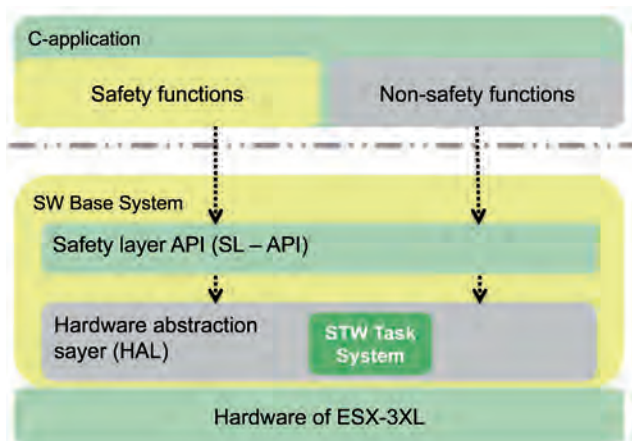 C-application
Safety functions
Non-safety functions
SW Base System
Safety layer API (SL – API)
Hardware abstraction
sayer (HAL)
STW Task
System
Hardware of ESX-3XL